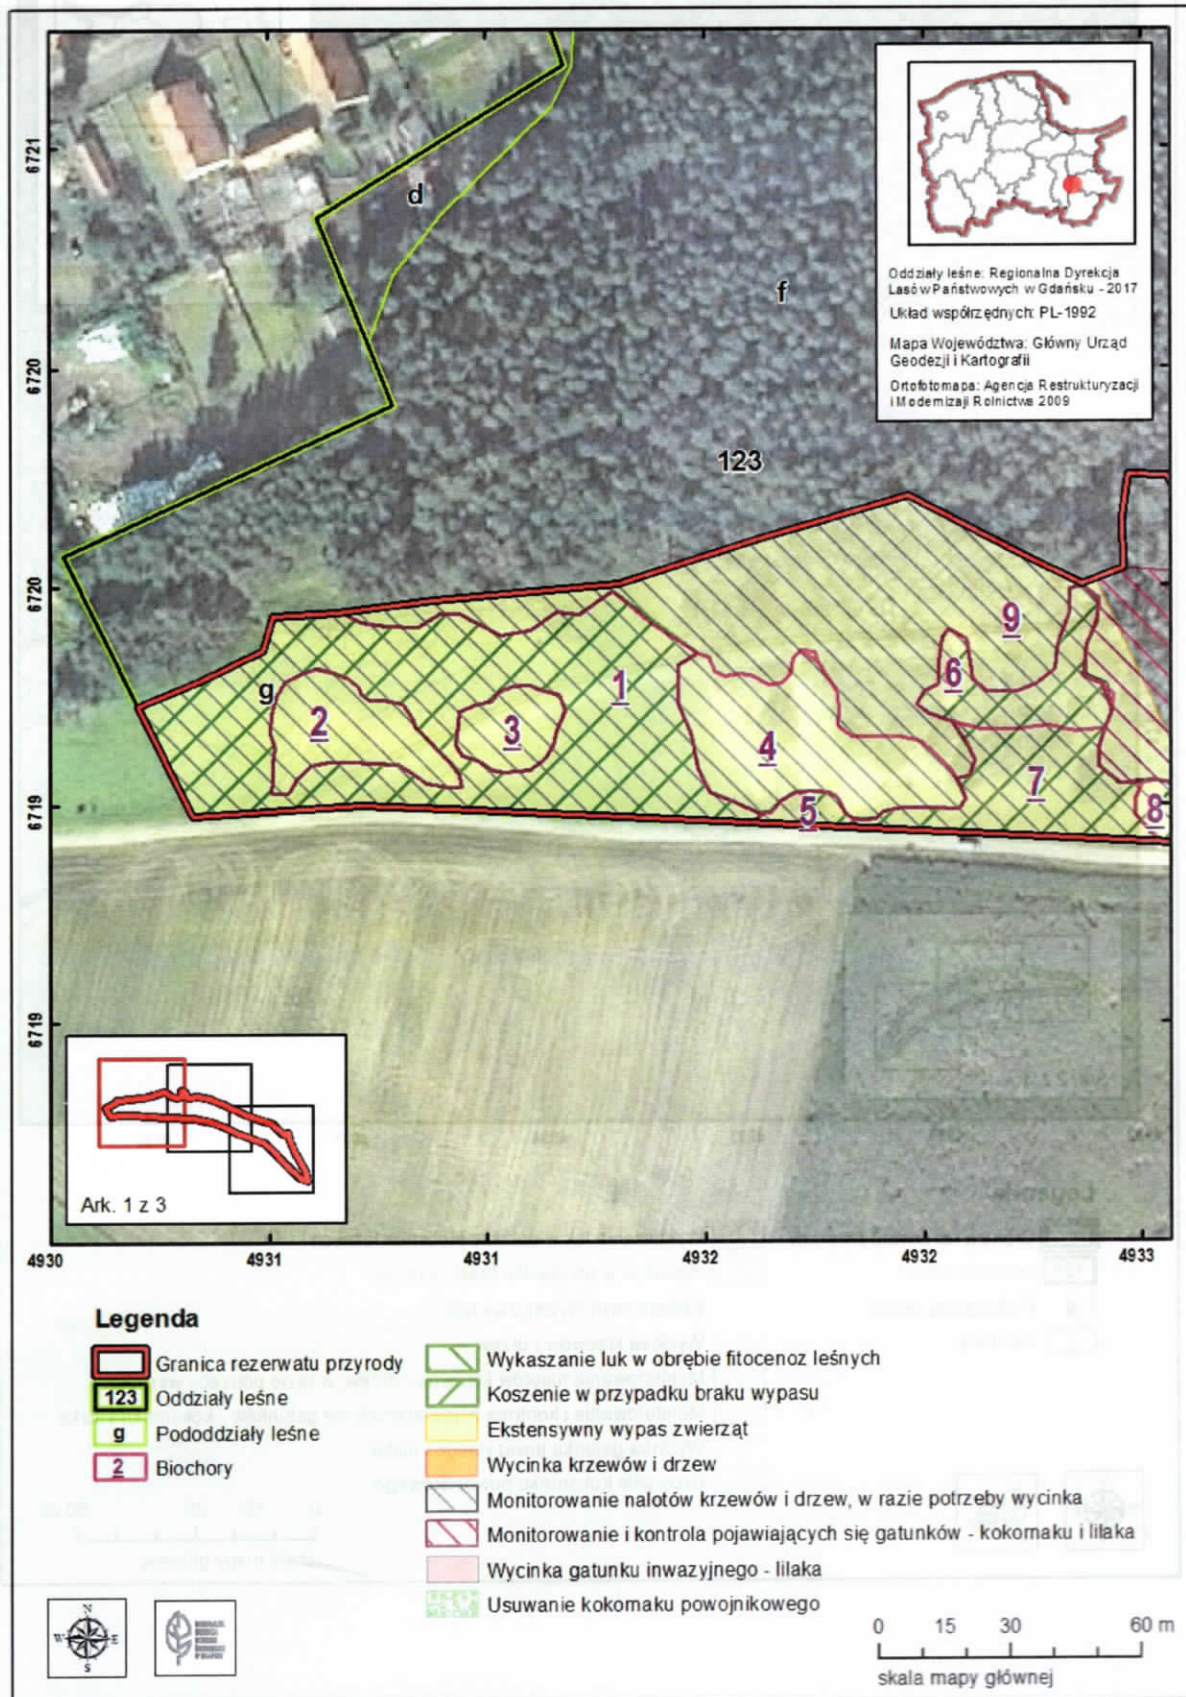 6721
6720
6720
6719
6719
d
f
123
g
1
2
3
4
5
6
7
8
9
Oddziały leśne: Regionalna Dyrekcja
Lasów Państwowych w Gdańsku - 2017
Układ współrzędnych: PL-1992
Mapa Województwa: Główny Urząd
Geodezji i Kartografii
Ortofotomapa: Agencja Restrukturyzacji
i Modernizaji Rolnictwa 2009
Ark. 1 z 3
4930 4931 4931 4932 4932 4933
Legenda
Granica rezerwatu przyrody
123 Oddziały leśne
g Pododdziały leśne
2 Biochory
Wykaszanie luk w obrębie fitocenoz leśnych
Koszenie w przypadku braku wypasu
Ekstensywny wypas zwierząt
Wycinka krzewów i drzew
Monitorowanie nalotów krzewów i drzew, w razie potrzeby wycinka
Monitorowanie i kontrola pojawiających się gatunków - kokornaku i lilaka
Wycinka gatunku inwazyjnego - lilaka
Usuwanie kokornaku powojnikowego
N
W E
S
0 15 30 60 m
skala mapy głównej